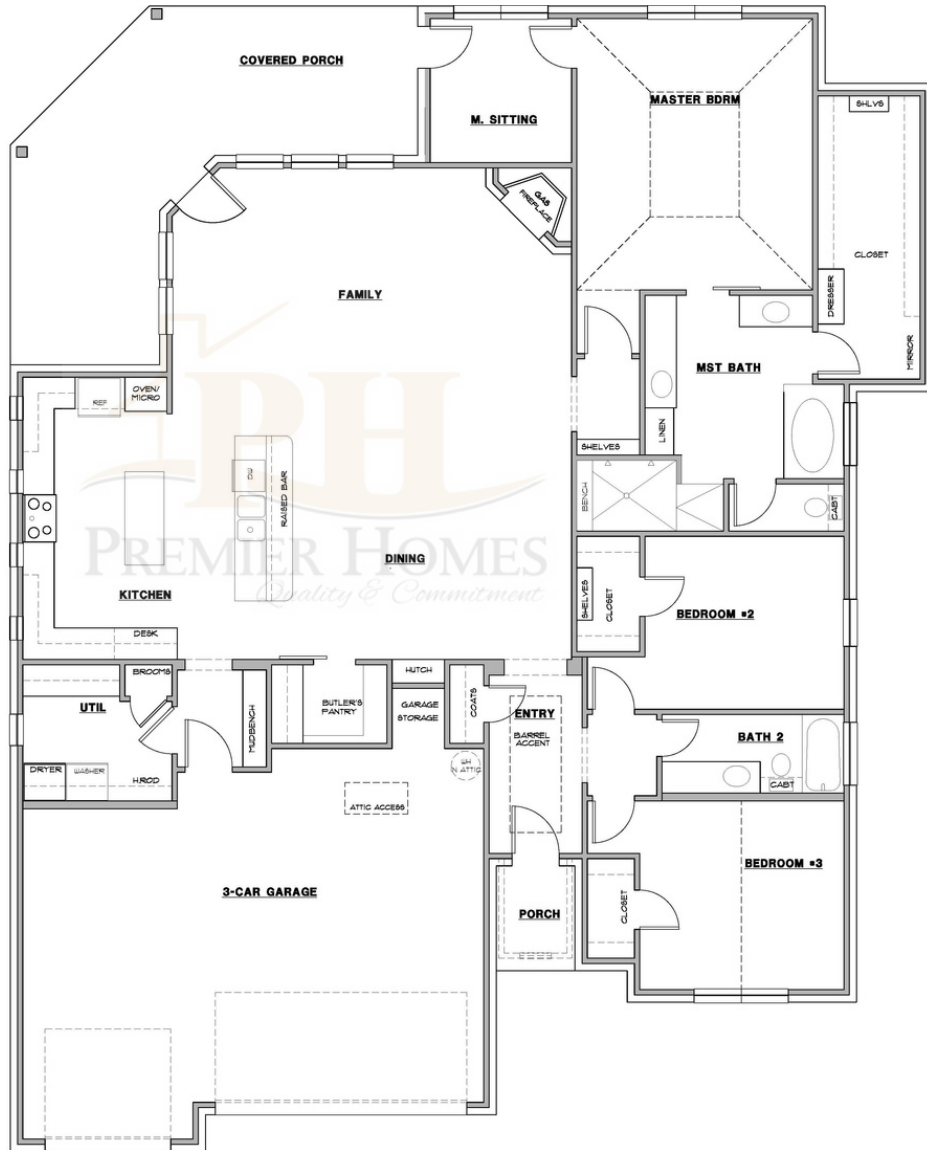 COVERED PORCH
M. SITTING
MASTER BDRM
SHLVS
GAS
FIREPLACE
FAMILY
CLOSET
DRESSER
MIRROR
MST BATH
OVEN/
MICRO
REF
LINEN
SHELVES
PH
DW
RAISED BAR
BENCH
CABT
PREMIER HOMES
Quality & Commitment
DINING
KITCHEN
SHELVES
CLOSET
BEDROOM #2
DESK
BROOMS
UTIL
MUDBENCH
BUTLER'S
PANTRY
HUTCH
GARAGE
STORAGE
COATS
ENTRY
BARREL
ACCENT
BATH 2
CABT
DRYER
WASHER
H.ROD
WH
N ATTIC
ATTIC ACCESS
3-CAR GARAGE
PORCH
CLOSET
BEDROOM #3